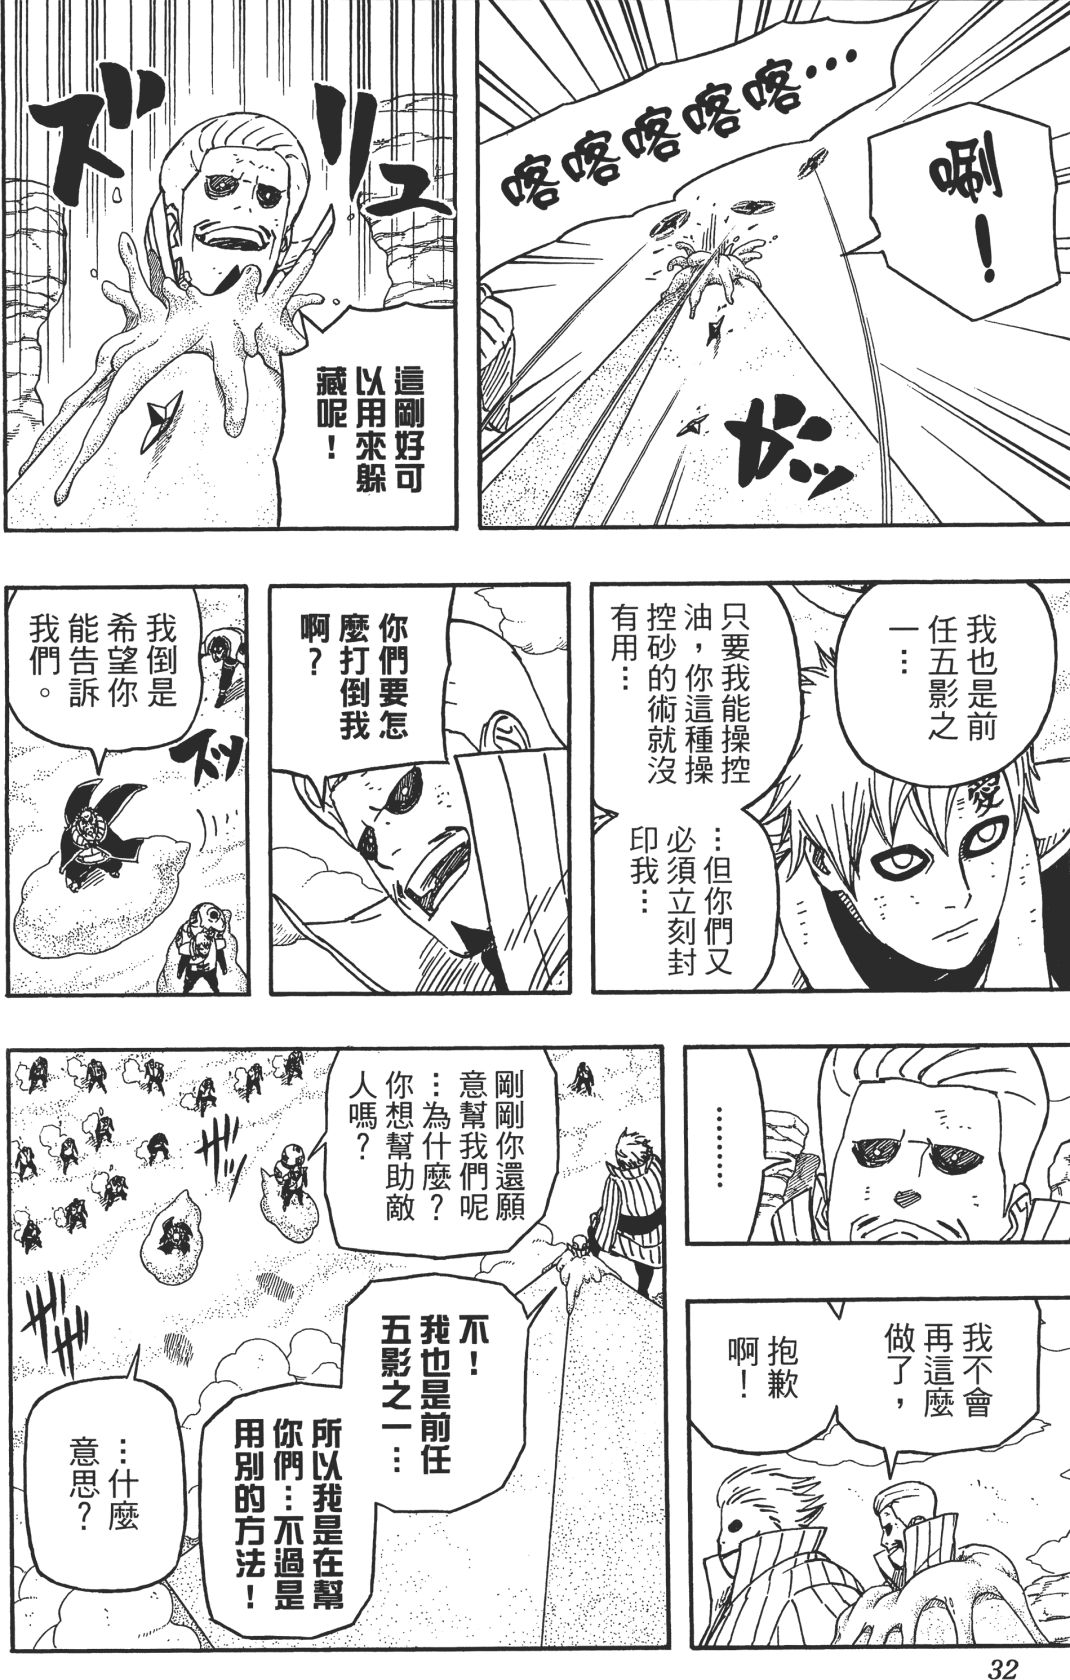 唰！
喀喀喀喀喀…
ガッ
ズリュ
這剛好可
以用來躲
藏呢！
我也是前
任五影之
一…
只要我能操控
油，你這種操
控砂的術就沒
有用…
…但你們又
必須立刻封
印我…
你們要怎
麼打倒我
啊？
我倒是
希望你
能告訴
我們。
ズッ
………
我不會
再這麼
做了，
抱歉
啊！
剛剛你還願
意幫我們呢
…為什麼？
你想幫助敵
人嗎？
不！
我也是前任
五影之一…
所以我是在幫
你們…不過是
用別的方法！
…什麼
意思？
愛
32